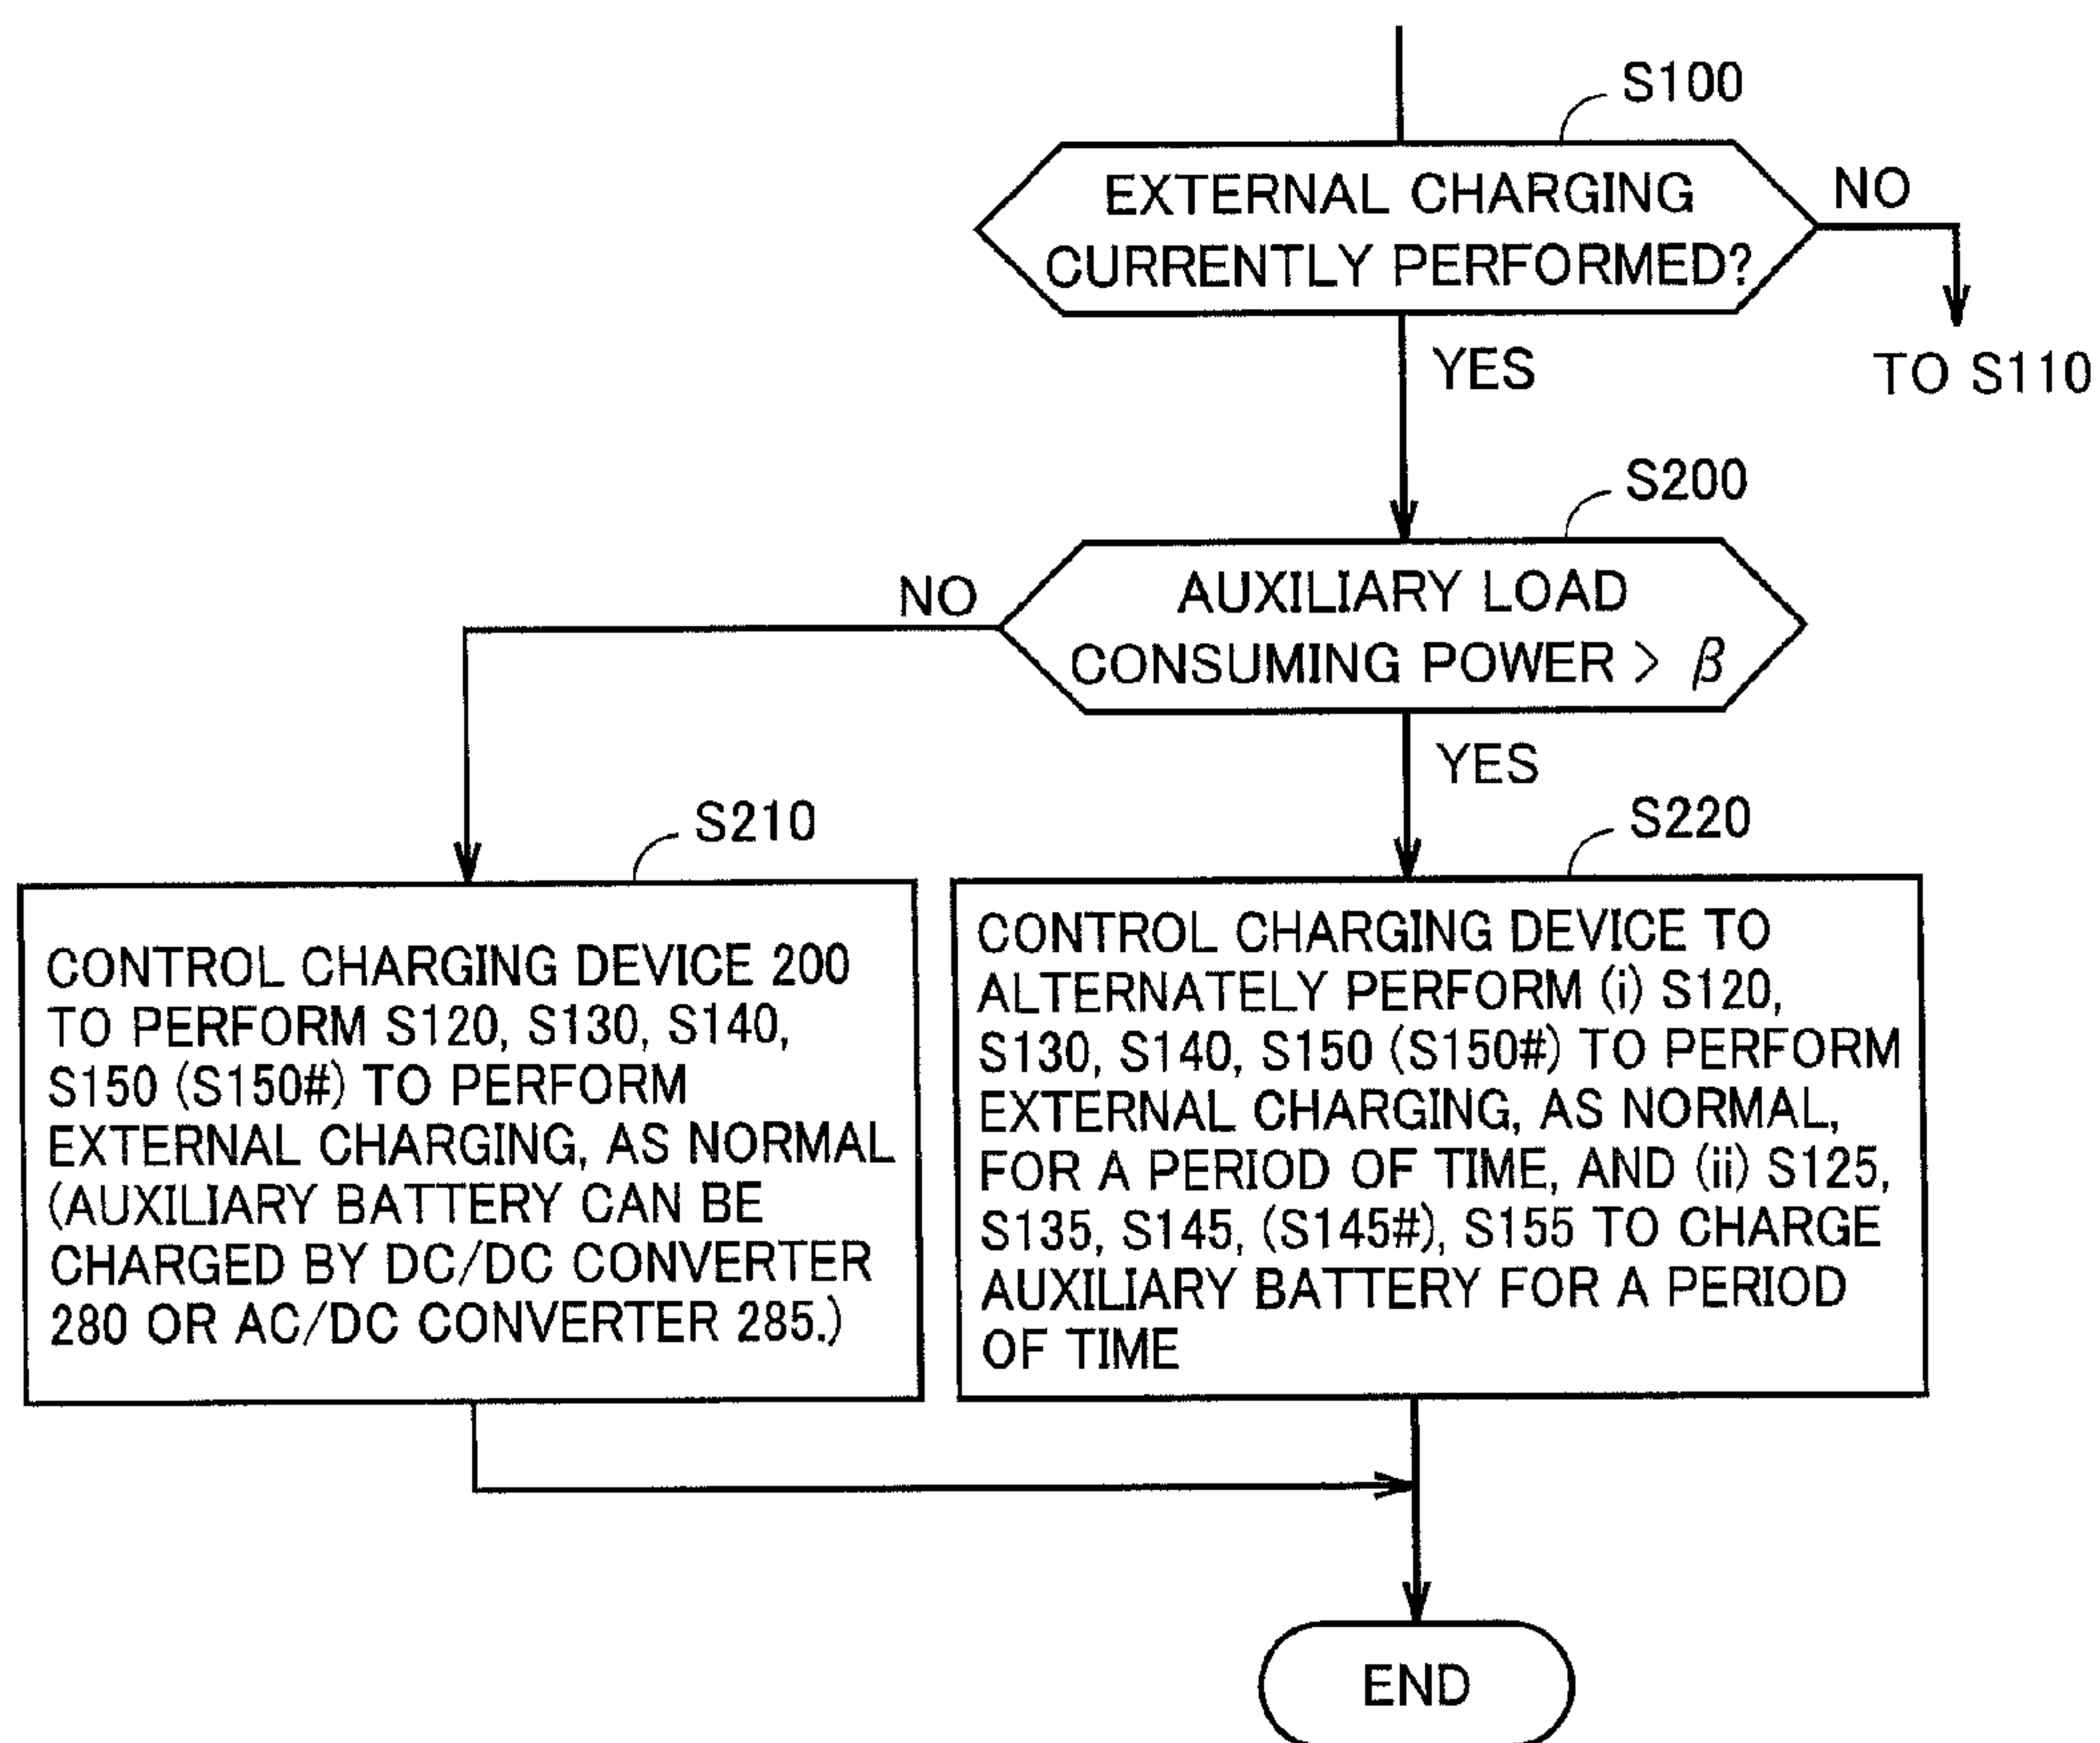 S100
EXTERNAL CHARGING
CURRENTLY PERFORMED?
NO
TO S110
YES
S200
AUXILIARY LOAD
CONSUMING POWER > β
NO
YES
S210
CONTROL CHARGING DEVICE 200
TO PERFORM S120, S130, S140,
S150 (S150#) TO PERFORM
EXTERNAL CHARGING, AS NORMAL
(AUXILIARY BATTERY CAN BE
CHARGED BY DC/DC CONVERTER
280 OR AC/DC CONVERTER 285.)
S220
CONTROL CHARGING DEVICE TO
ALTERNATELY PERFORM (i) S120,
S130, S140, S150 (S150#) TO PERFORM
EXTERNAL CHARGING, AS NORMAL,
FOR A PERIOD OF TIME, AND (ii) S125,
S135, S145, (S145#), S155 TO CHARGE
AUXILIARY BATTERY FOR A PERIOD
OF TIME
END